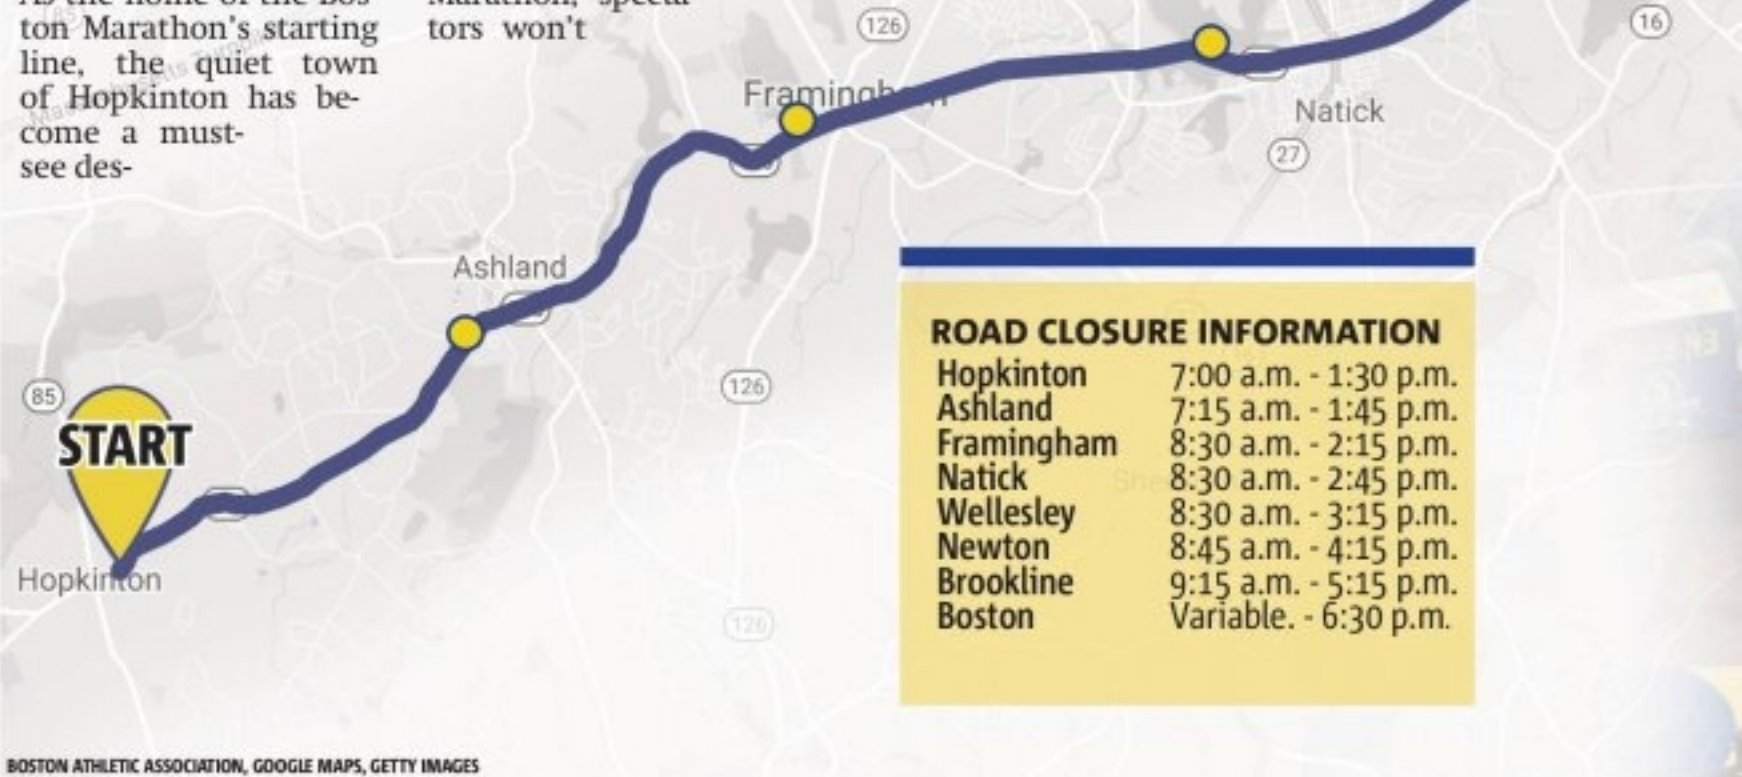 ton Marathon's starting
line, the quiet town
of Hopkinton has be-
come a must-
see des-
tors won't
126
16
Framingham
Natick
27
Ashland
126
85
START
Hopkinton
126
ROAD CLOSURE INFORMATION
Hopkinton 7:00 a.m. - 1:30 p.m.
Ashland 7:15 a.m. - 1:45 p.m.
Framingham 8:30 a.m. - 2:15 p.m.
Natick 8:30 a.m. - 2:45 p.m.
Wellesley 8:30 a.m. - 3:15 p.m.
Newton 8:45 a.m. - 4:15 p.m.
Brookline 9:15 a.m. - 5:15 p.m.
Boston Variable. - 6:30 p.m.
BOSTON ATHLETIC ASSOCIATION, GOOGLE MAPS, GETTY IMAGES